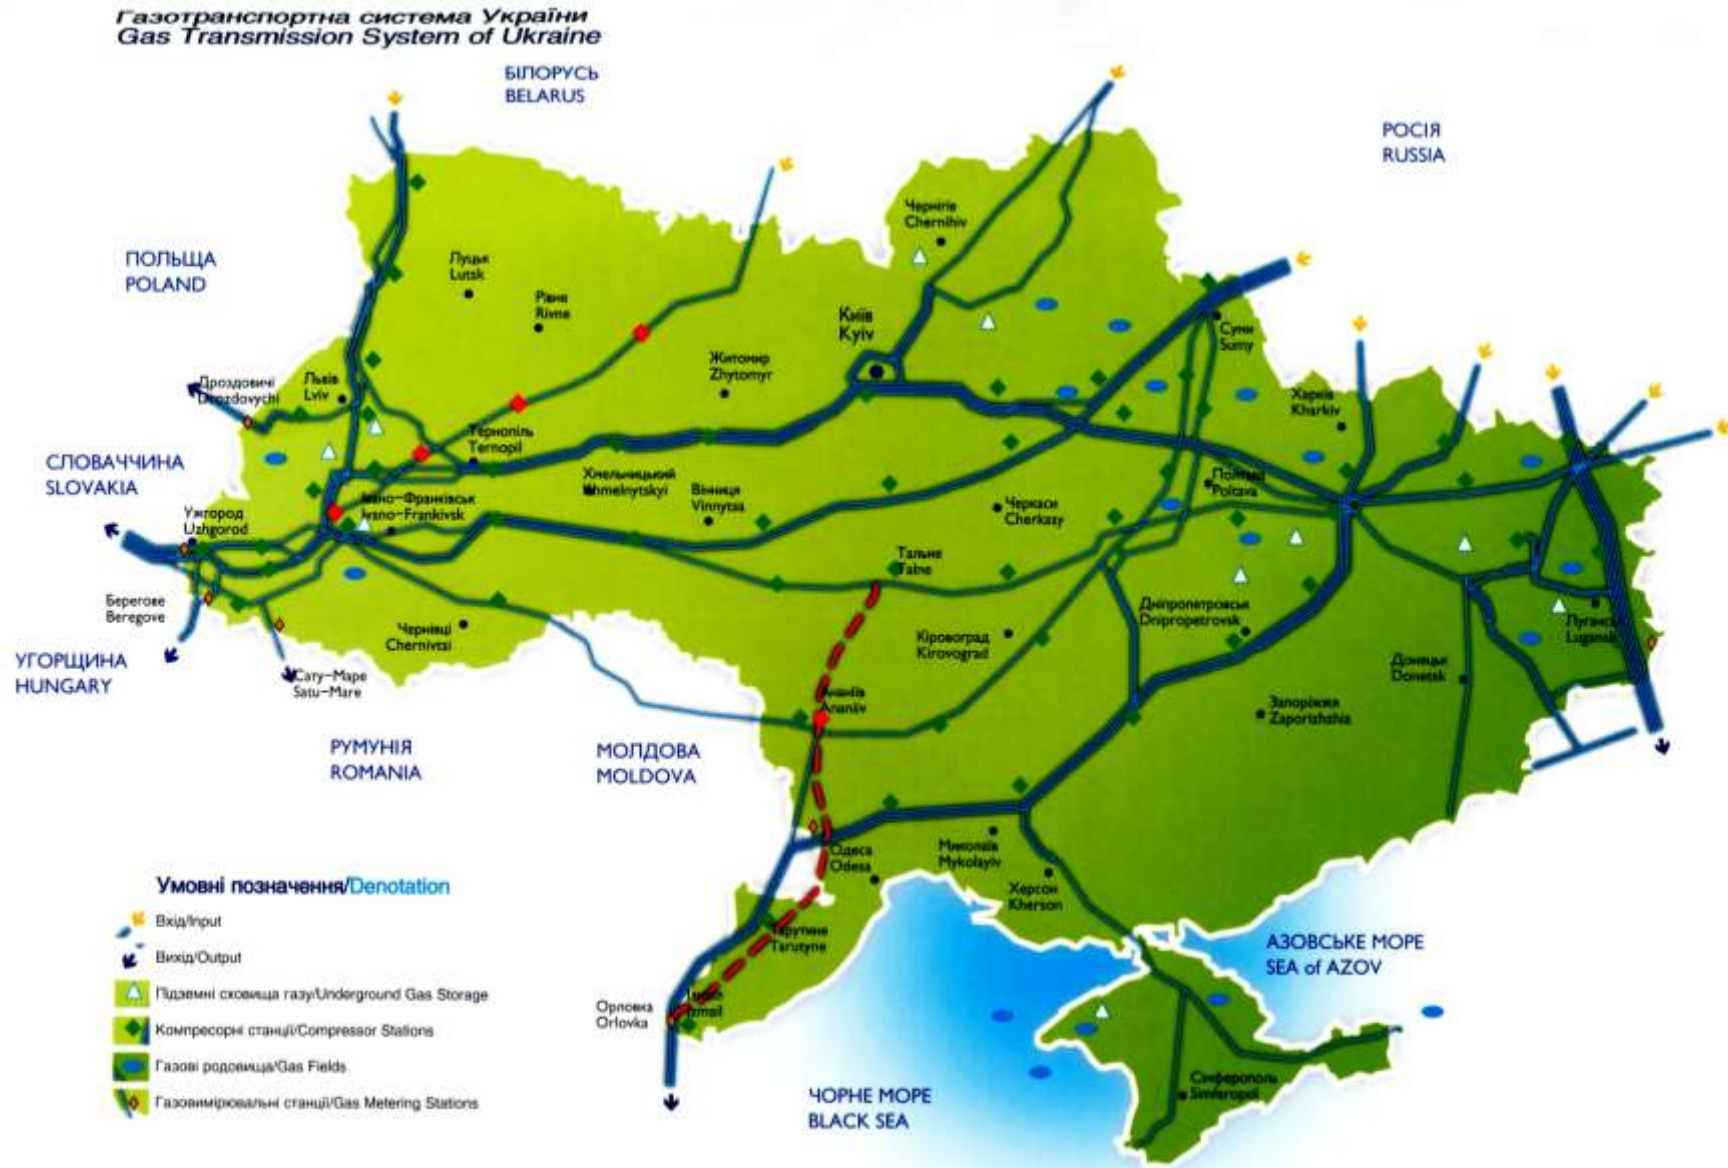 Газотранспортна система України
Gas Transmission System of Ukraine
БІЛОРУСЬ
BELARUS
РОСІЯ
RUSSIA
ПОЛЬЩА
POLAND
Чернігів
Chernihiv
Луцьк
Lutsk
Рівне
Rivne
Київ
Kyiv
Суми
Sumy
Житомир
Zhytomyr
Дроздовичі
Drozdovychi
Львів
Lviv
Харків
Kharkiv
Тернопіль
Ternopil
СЛОВАЧЧИНА
SLOVAKIA
Хмельницький
Khmelnytskyi
Вінниця
Vinnytsa
Полтава
Poltava
Івано-Франківськ
Ivano-Frankivsk
Черкаси
Cherkasy
Ужгород
Uzhgorod
Тальне
Talne
Берегове
Beregove
Чернівці
Chernivtsi
Кіровоград
Kirovograd
Дніпропетровськ
Dnipropetrovsk
Луганськ
Lugansk
УГОРЩИНА
HUNGARY
Сату-Маре
Satu-Mare
Донецьк
Donetsk
Ананїв
Ananiv
Запоріжжя
Zaporizhshia
РУМУНІЯ
ROMANIA
МОЛДОВА
MOLDOVA
Одеса
Odesa
Миколаїв
Mykolayiv
Херсон
Kherson
Умовні позначення/Denotation
Вхід/Input
Вихід/Output
Підземні сховища газу/Underground Gas Storage
Компресорні станції/Compressor Stations
Газові родовища/Gas Fields
Газовимірювальні станції/Gas Metering Stations
Тарутине
Tarutyne
АЗОВСЬКЕ МОРЕ
SEA of AZOV
Орловка
Orlovka
Izmail
Сімферополь
Simferopol
ЧОРНЕ МОРЕ
BLACK SEA